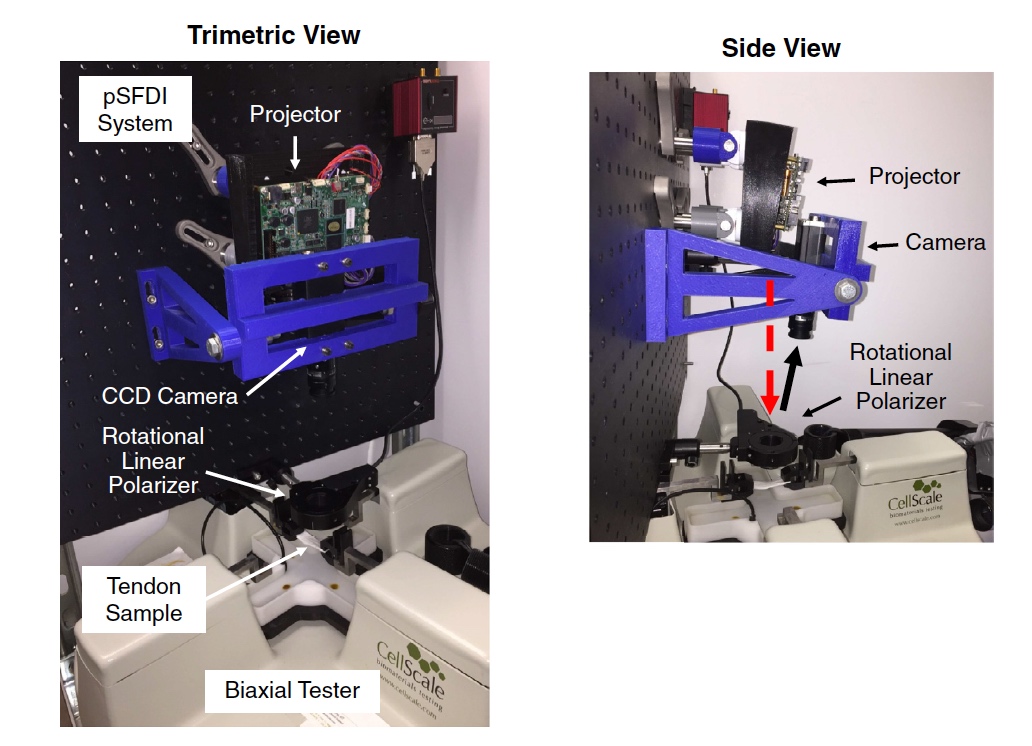 Trimetric View
pSFDI
System
Projector
CCD Camera
Rotational
Linear
Polarizer
Tendon
Sample
Biaxial Tester
CellScale
biomaterials testing
www.cellscale.com
Side View
Projector
Camera
Rotational
Linear
Polarizer
CellScale
biomaterials testing
www.cellscale.com